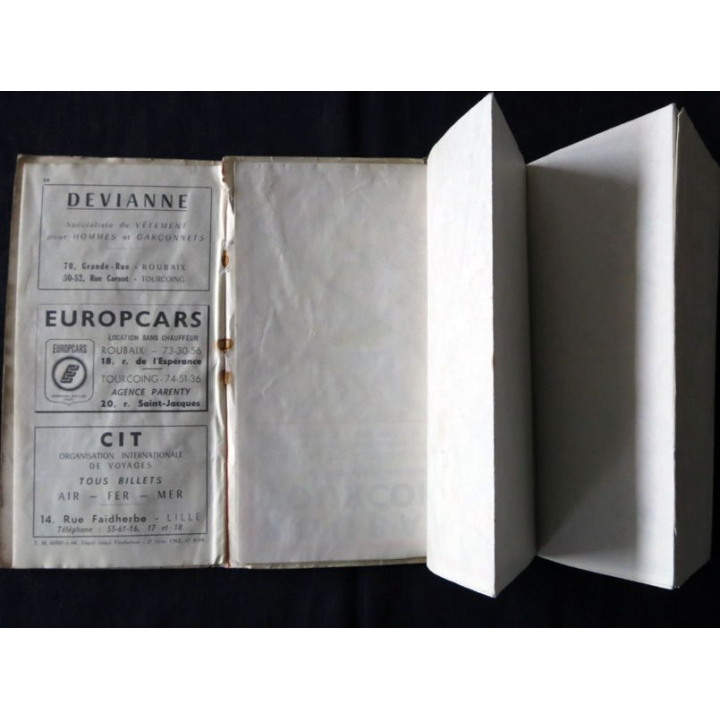 DEVIANNE
Spécialiste du VÊTEMENT
pour HOMMES et GARÇONNETS
78, Grande-Rue - ROUBAIX
50-52, Rue Carnot - TOURCOING
EUROPCARS
LOCATION SANS CHAUFFEUR
EUROPCARS
ROUBAIX - 73-30-56
18, r. de l'Espérance
TOURCOING - 74-51-36
AGENCE PARENTY
20, r. Saint-Jacques
CIT
ORGANISATION INTERNATIONALE
DE VOYAGES
TOUS BILLETS
AIR - FER - MER
14, Rue Faidherbe - LILLE
Téléphone : 55-61-16, 17 et 18